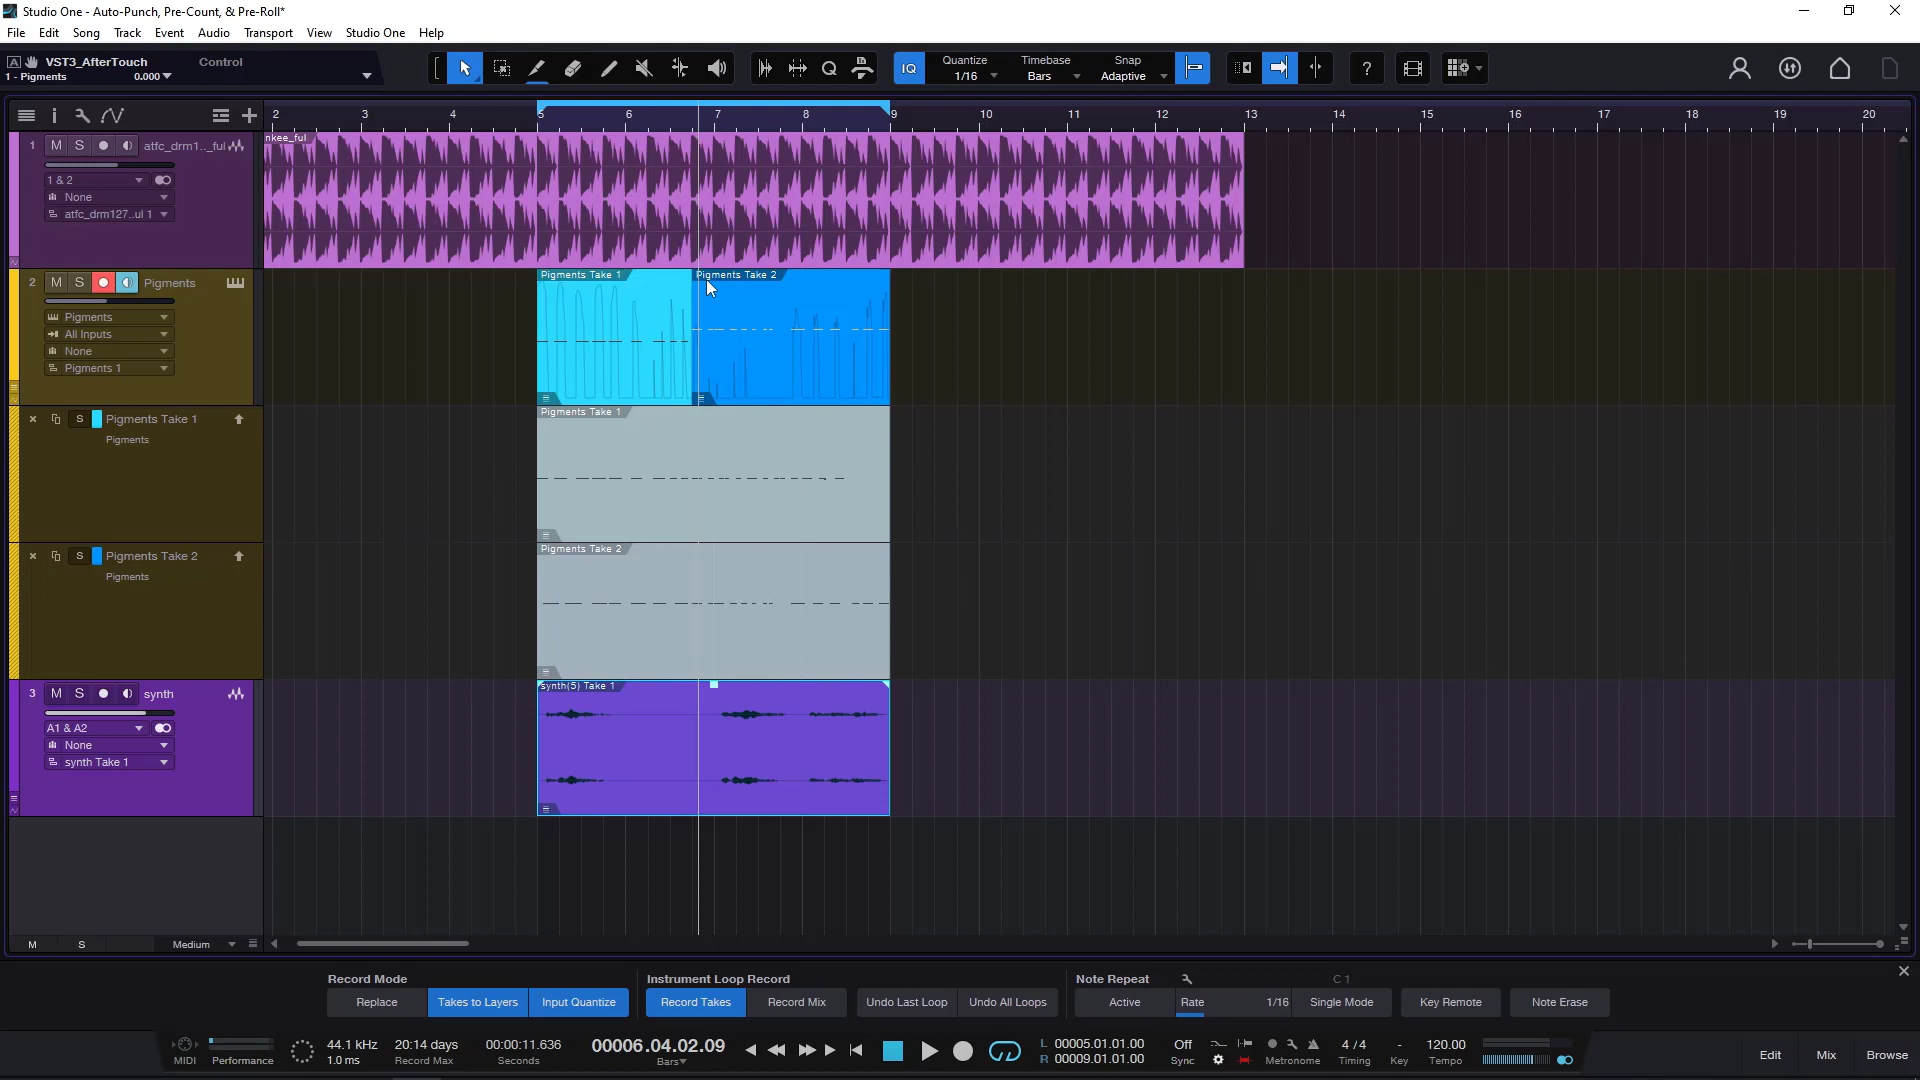 Studio One - Auto-Punch, Pre-Count, & Pre-Roll*
File Edit Song Track Event Audio Transport View Studio One Help
A VST3_AfterTouch Control
1 - Pigments 0.000
IQ Quantize 1/16 Timebase Bars Snap Adaptive ?
2 3 4 5 6 7 8 9 10 11 12 13 14 15 16 17 18 19 20
1 M S atfc_drm1.._ful
1 & 2
None
atfc_drm127..ul 1
nkee_ful
2 M S Pigments
Pigments
All Inputs
None
Pigments 1
Pigments Take 1
Pigments Take 2
S Pigments Take 1
Pigments
Pigments Take 1
S Pigments Take 2
Pigments
Pigments Take 2
3 M S synth
A1 & A2
None
synth Take 1
synth(5) Take 1
M S Medium
Record Mode
Replace Takes to Layers Input Quantize
Instrument Loop Record
Record Takes Record Mix Undo Last Loop Undo All Loops
Note Repeat C 1
Active Rate 1/16 Single Mode Key Remote Note Erase
MIDI Performance
44.1 kHz
1.0 ms
20:14 days
Record Max
00:00:11.636
Seconds
00006.04.02.09
Bars
L 00005.01.01.00
R 00009.01.01.00
Off
Sync
Metronome
4 / 4
Timing
-
Key
120.00
Tempo
Edit Mix Browse